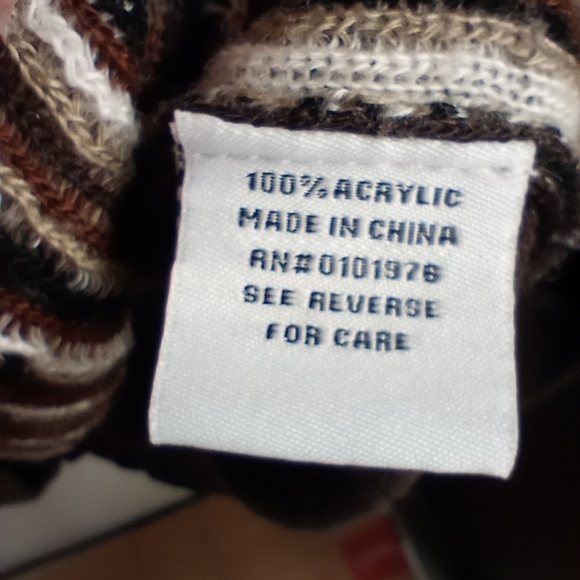 100% ACRYLIC
MADE IN CHINA
RN#0101976
SEE REVERSE
FOR CARE